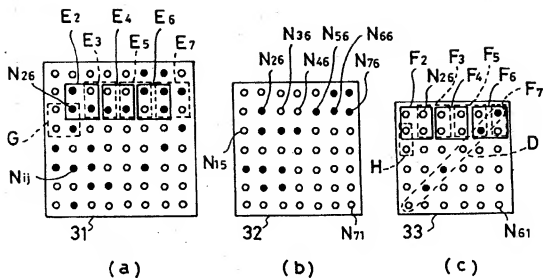 E2 E4 E6
E3 E5 E7
N26
G
Nij
31
(a)
N36 N56 N66
N26 N46 N76
N15
32 N71
(b)
F2 F3 F5
N26 F4 F6
F7
H D
33 N61
(c)